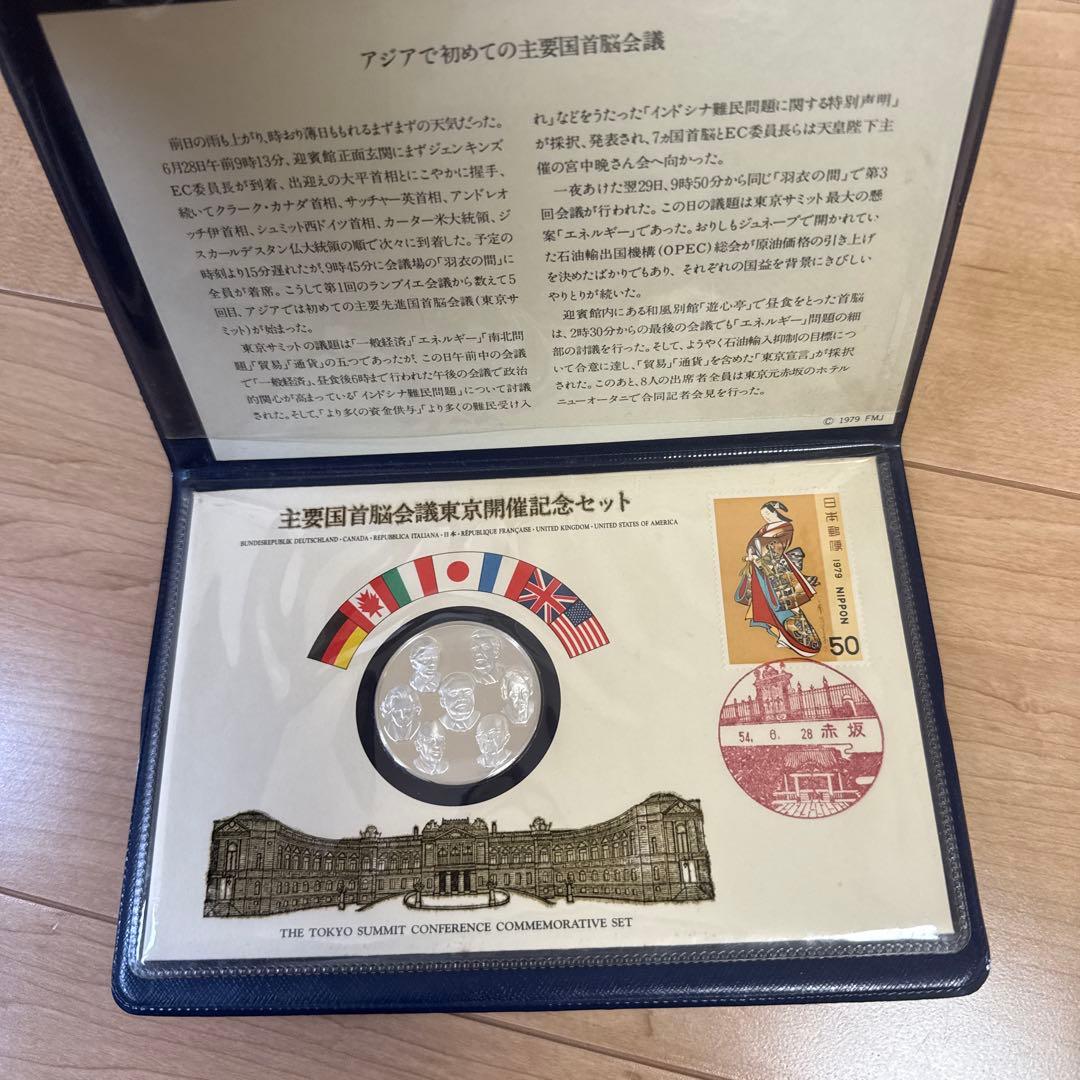 アジアで初めての主要国首脳会議
前日の雨も上がり、時おり薄日ももれるまずまずの天気だった。
6月28日午前9時13分、迎賓館正面玄関にまずジェンキンズ
EC委員長が到着、出迎えの大平首相とにこやかに握手、
続いてクラーク・カナダ首相、サッチャー英首相、アンドレオ
ッチ伊首相、シュミット西ドイツ首相、カーター米大統領、ジ
スカールデスタン仏大統領の順で次々に到着した。予定の
時刻より15分遅れたが、9時45分に会議場の「羽衣の間」に
全員が着席。こうして第1回のランブイエ会議から数えて5
回目、アジアでは初めての主要先進国首脳会議(東京サ
ミット)が始まった。
東京サミットの議題は「一般経済」「エネルギー」「南北問
題」「貿易」「通貨」の五つであったが、この日午前中の会議
で「一般経済」、昼食後6時まで行われた午後の会議で政治
的関心が高まっている「インドシナ難民問題」について討議
された。そして、「より多くの資金供与」「より多くの難民受け入
れ」などをうたった「インドシナ難民問題に関する特別声明」
が採択、発表され、7ヵ国首脳とEC委員長らは天皇陛下主
催の宮中晩さん会へ向かった。
一夜あけた翌29日、9時50分から同じ「羽衣の間」で第3
回会議が行われた。この日の議題は東京サミット最大の懸
案「エネルギー」であった。おりしもジュネーブで開かれてい
た石油輸出国機構(OPEC)総会が原油価格の引き上げ
を決めたばかりでもあり、それぞれの国益を背景にきびしい
やりとりが続いた。
迎賓館内にある和風別館「遊心亭」で昼食をとった首脳
は、2時30分からの最後の会議でも「エネルギー」問題の細
部の討議を行った。そして、ようやく石油輸入抑制の目標につ
いて合意に達し、「貿易」「通貨」を含めた「東京宣言」が採択
された。このあと、8人の出席者全員は東京元赤坂のホテル
ニューオータニで合同記者会見を行った。
© 1979 FMJ
主要国首脳会議東京開催記念セット
BUNDESREPUBLIK DEUTSCHLAND・CANADA・REPUBBLICA ITALIANA・日本・RÉPUBLIQUE FRANÇAISE・UNITED KINGDOM・UNITED STATES OF AMERICA
日本郵便 1979 NIPPON
50
54. 6. 28 赤坂
THE TOKYO SUMMIT CONFERENCE COMMEMORATIVE SET